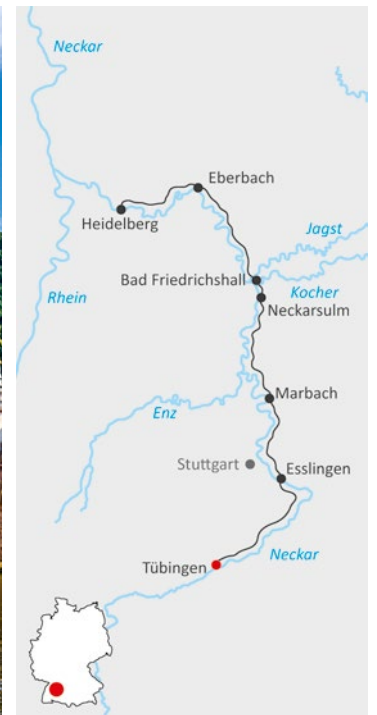 Neckar
Eberbach
Heidelberg
Jagst
Bad Friedrichshall
Kocher
Rhein
Neckarsulm
Marbach
Enz
Stuttgart
Esslingen
Neckar
Tübingen